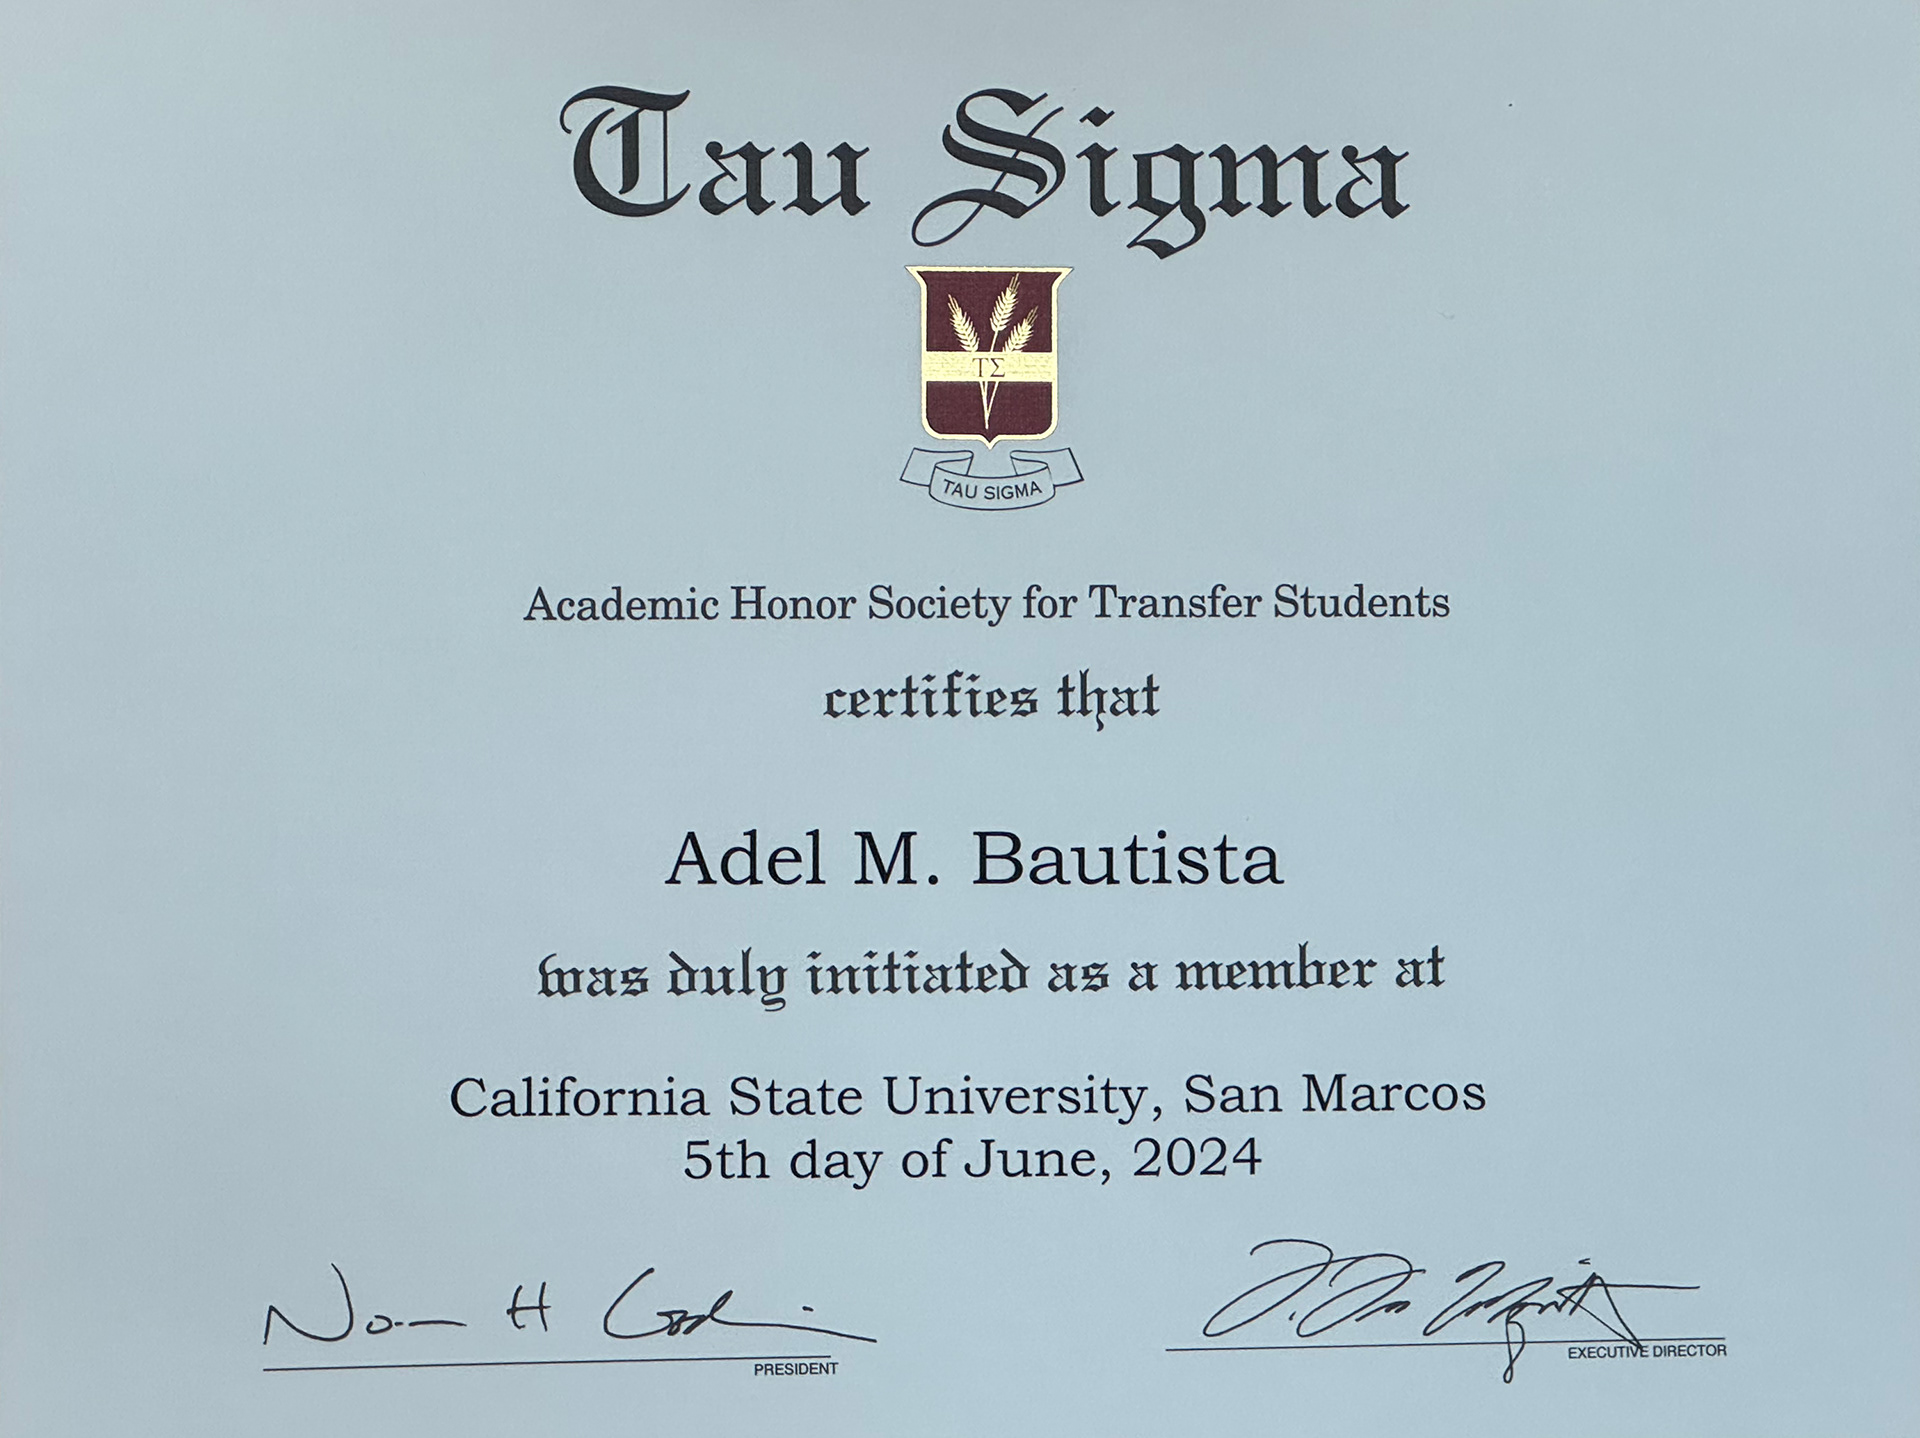 Tau Sigma
ΤΣ
TAU SIGMA
Academic Honor Society for Transfer Students
certifies that
Adel M. Bautista
was duly initiated as a member at
California State University, San Marcos
5th day of June, 2024
PRESIDENT
EXECUTIVE DIRECTOR